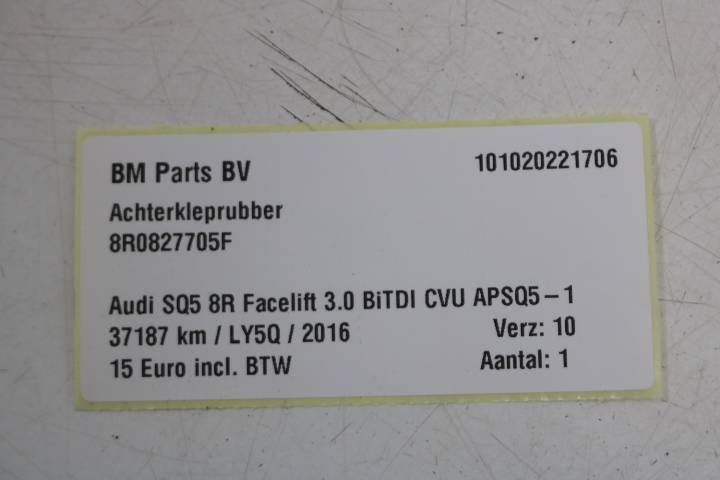 BM Parts BV 101020221706
Achterkleprubber
8R0827705F
Audi SQ5 8R Facelift 3.0 BiTDI CVU APSQ5-1
37187 km / LY5Q / 2016 Verz: 10
15 Euro incl. BTW Aantal: 1